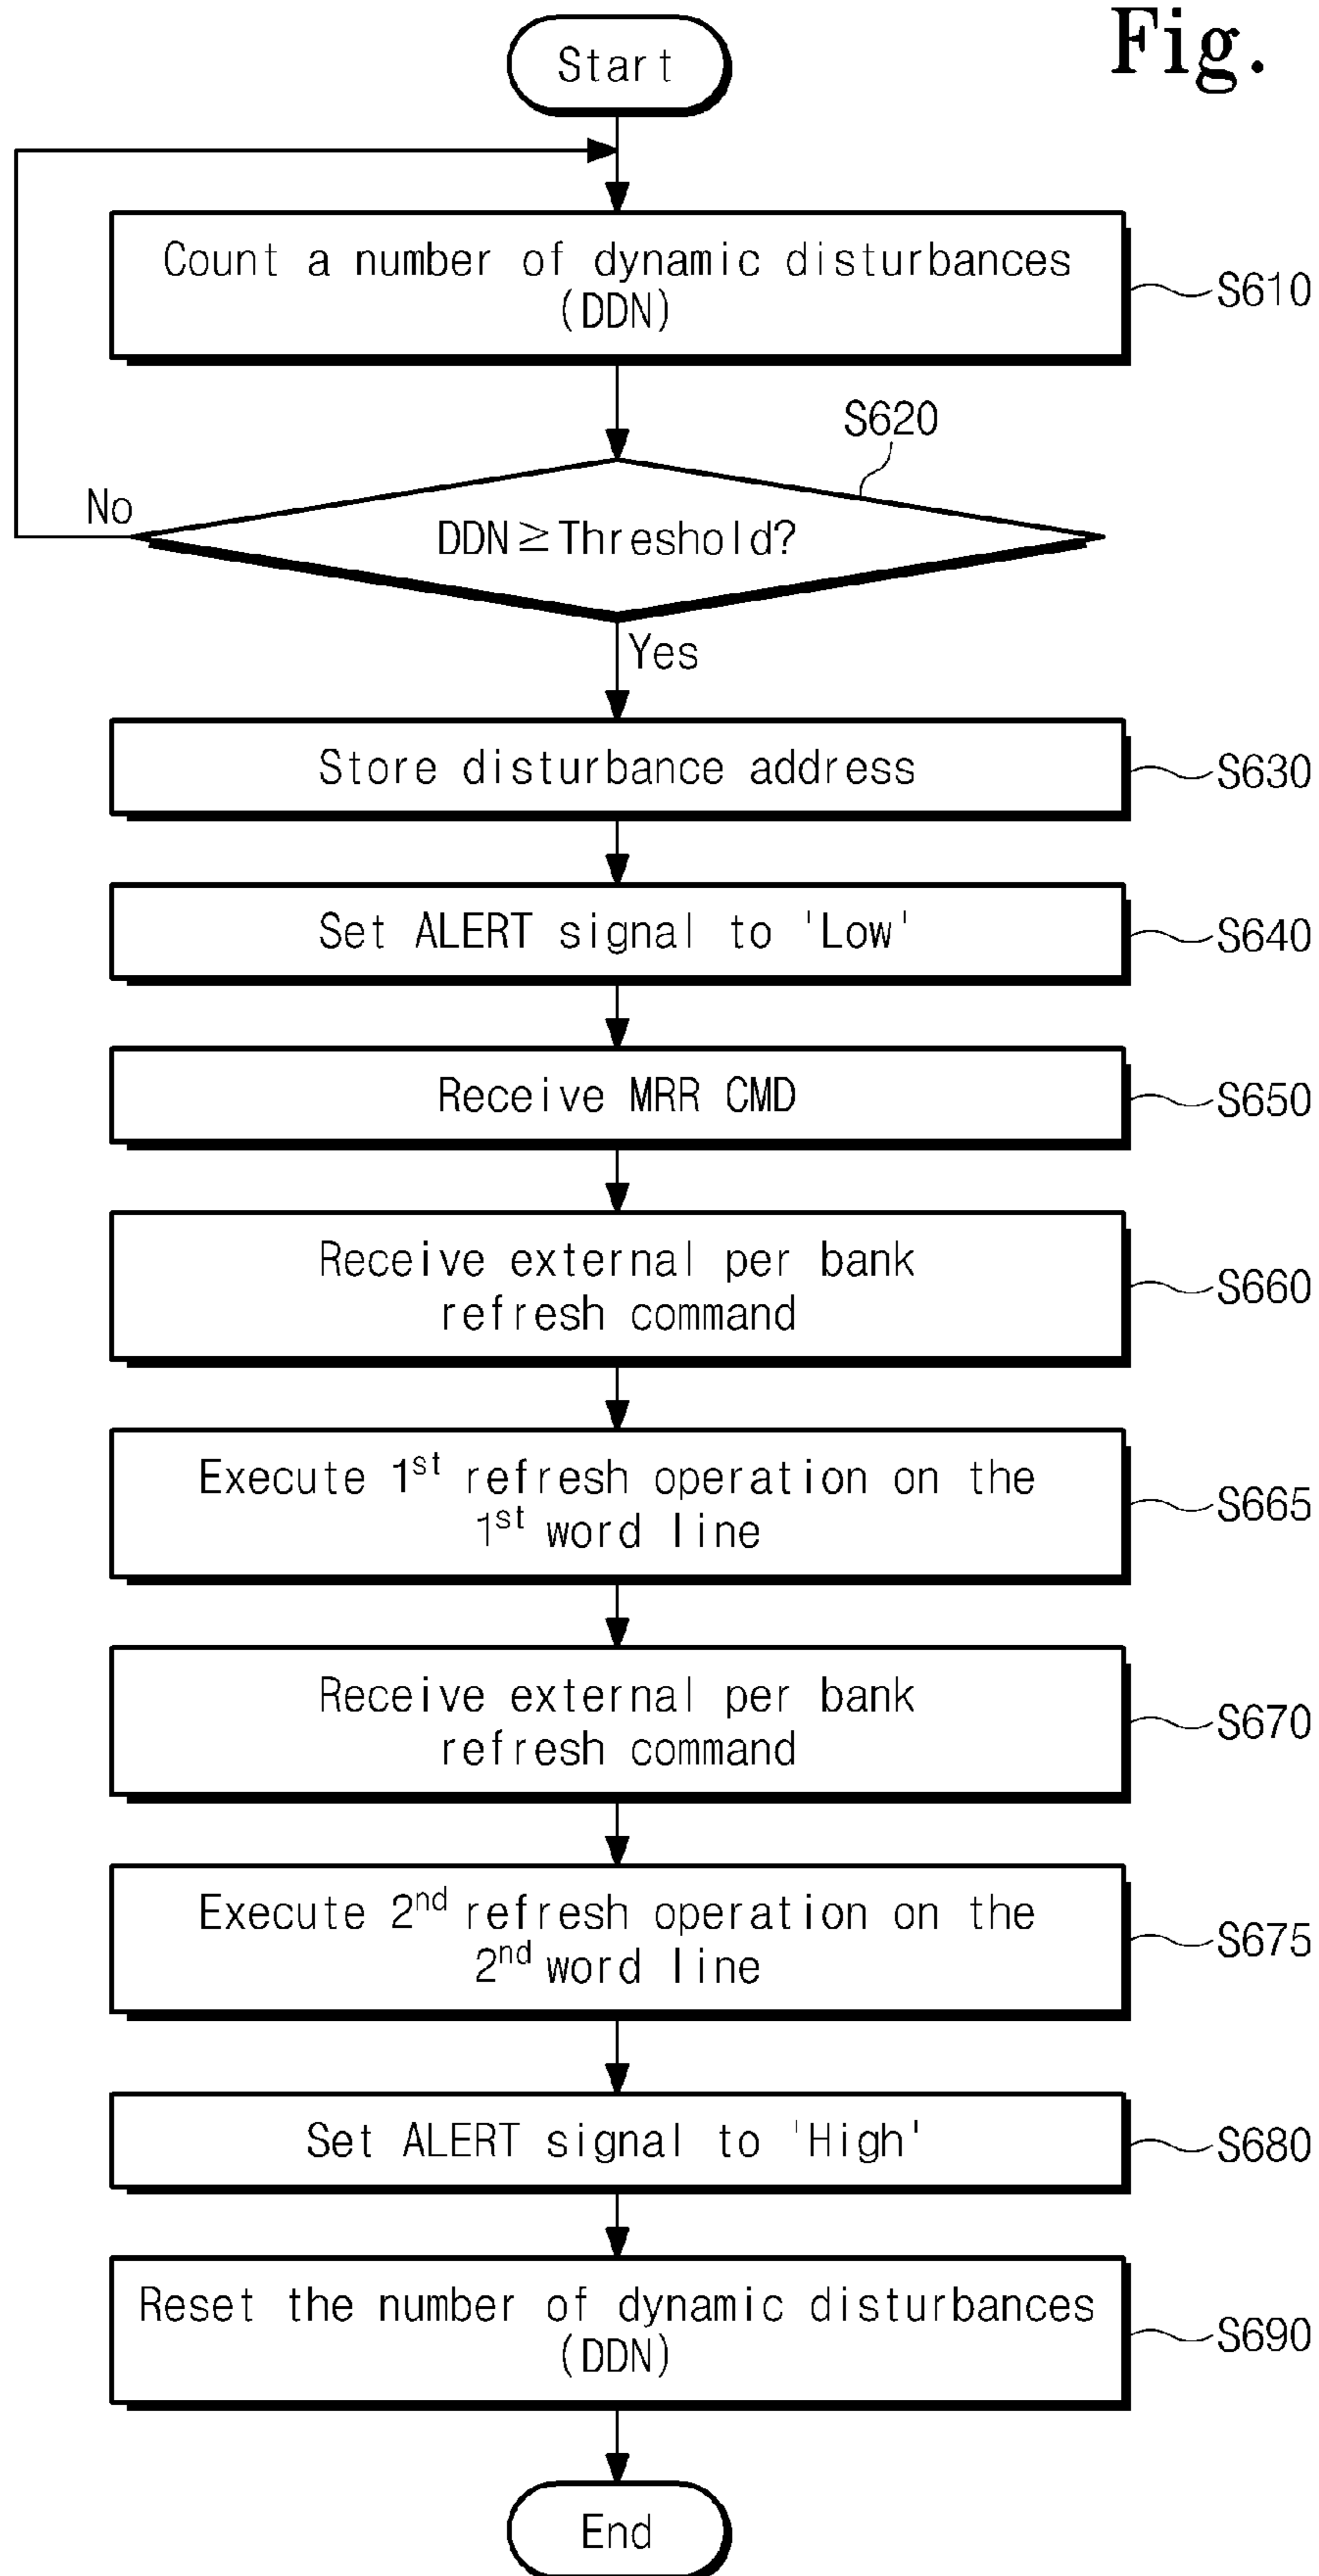 Fig.
Start
Count a number of dynamic disturbances
(DDN)
S610
S620
No
DDN≧Threshold?
Yes
Store disturbance address
S630
Set ALERT signal to 'Low'
S640
Receive MRR CMD
S650
Receive external per bank
refresh command
S660
Execute 1st refresh operation on the
1st word line
S665
Receive external per bank
refresh command
S670
Execute 2nd refresh operation on the
2nd word line
S675
Set ALERT signal to 'High'
S680
Reset the number of dynamic disturbances
(DDN)
S690
End